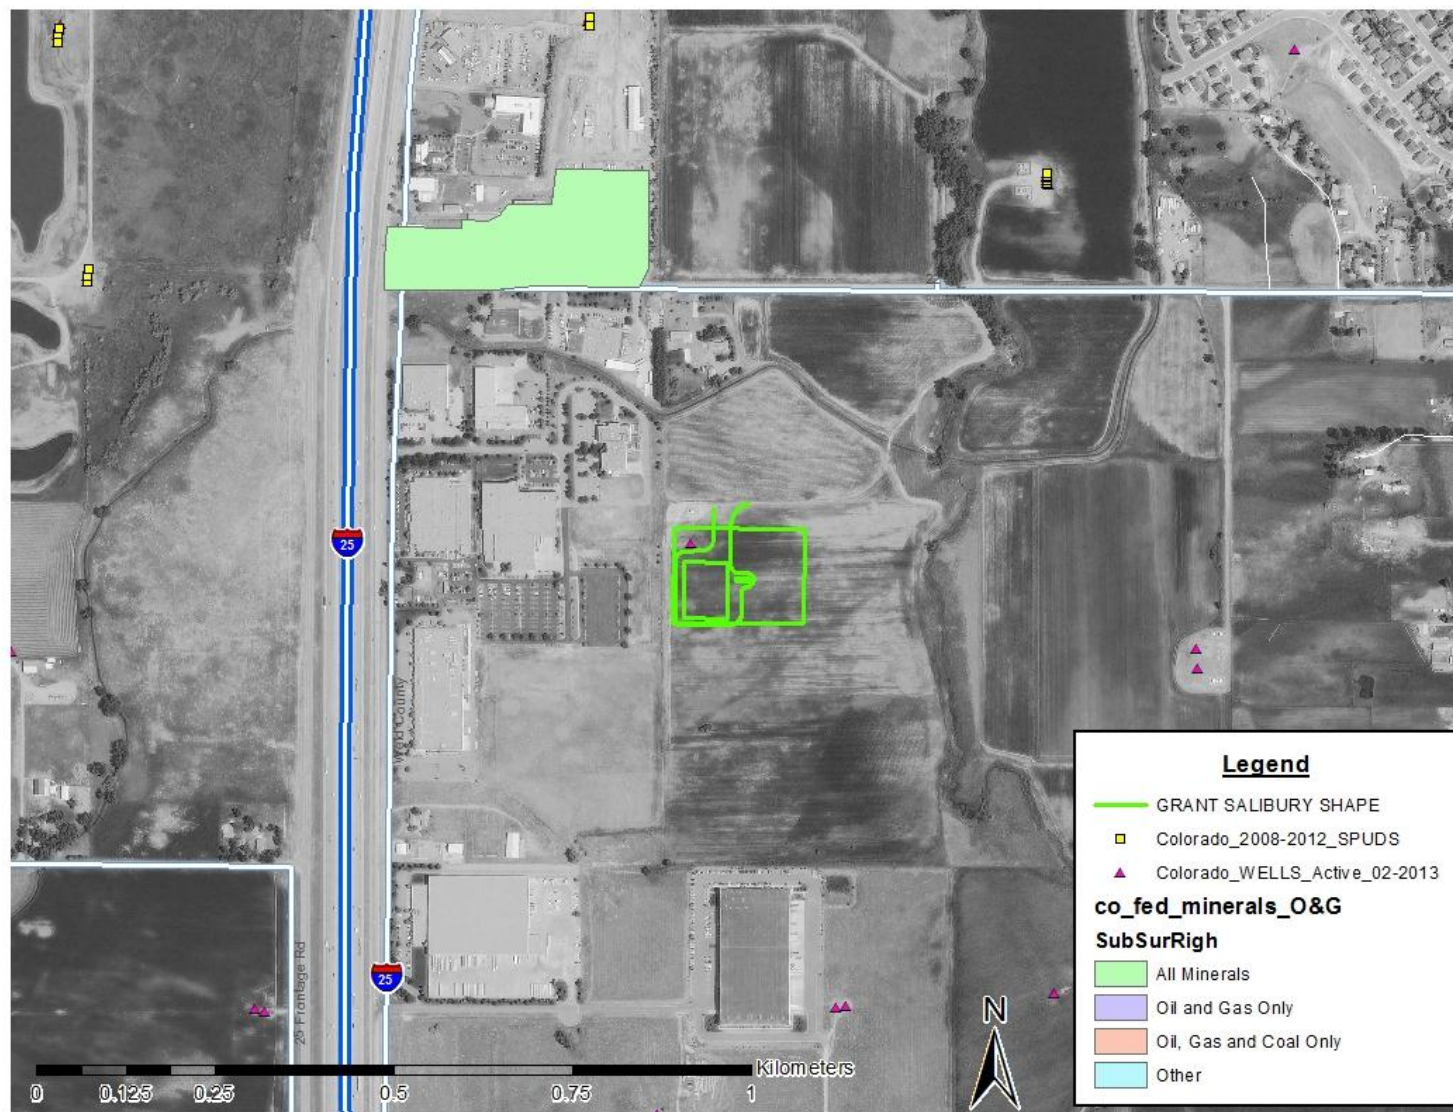 25
Weld County
25
25 Frontage Rd
N
Kilometers
0 0.125 0.25 0.5 0.75 1
Legend
GRANT SALIBURY SHAPE
Colorado_2008-2012_SPUDS
Colorado_WELLS_Active_02-2013
co_fed_minerals_O&G
SubSurRigh
All Minerals
Oil and Gas Only
Oil, Gas and Coal Only
Other